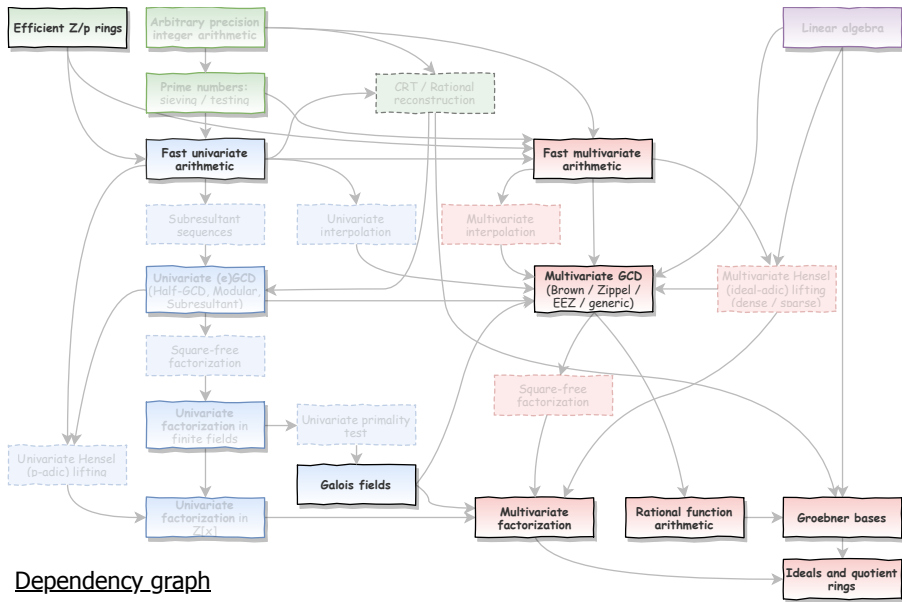 Efficient Z/p rings
Arbitrary precision
integer arithmetic
Linear algebra
Prime numbers:
sieving / testing
CRT / Rational
reconstruction
Fast univariate
arithmetic
Fast multivariate
arithmetic
Subresultant
sequences
Univariate
interpolation
Multivariate
interpolation
Univariate (e)GCD
(Half-GCD, Modular,
Subresultant)
Multivariate GCD
(Brown / Zippel /
EEZ / generic)
Multivariate Hensel
(ideal-adic) lifting
(dense / sparse)
Square-free
factorization
Square-free
factorization
Univariate
factorization in
finite fields
Univariate primality
test
Univariate Hensel
(p-adic) lifting
Galois fields
Univariate
factorization in
Z[x]
Multivariate
factorization
Rational function
arithmetic
Groebner bases
Ideals and quotient
rings
Dependency graph